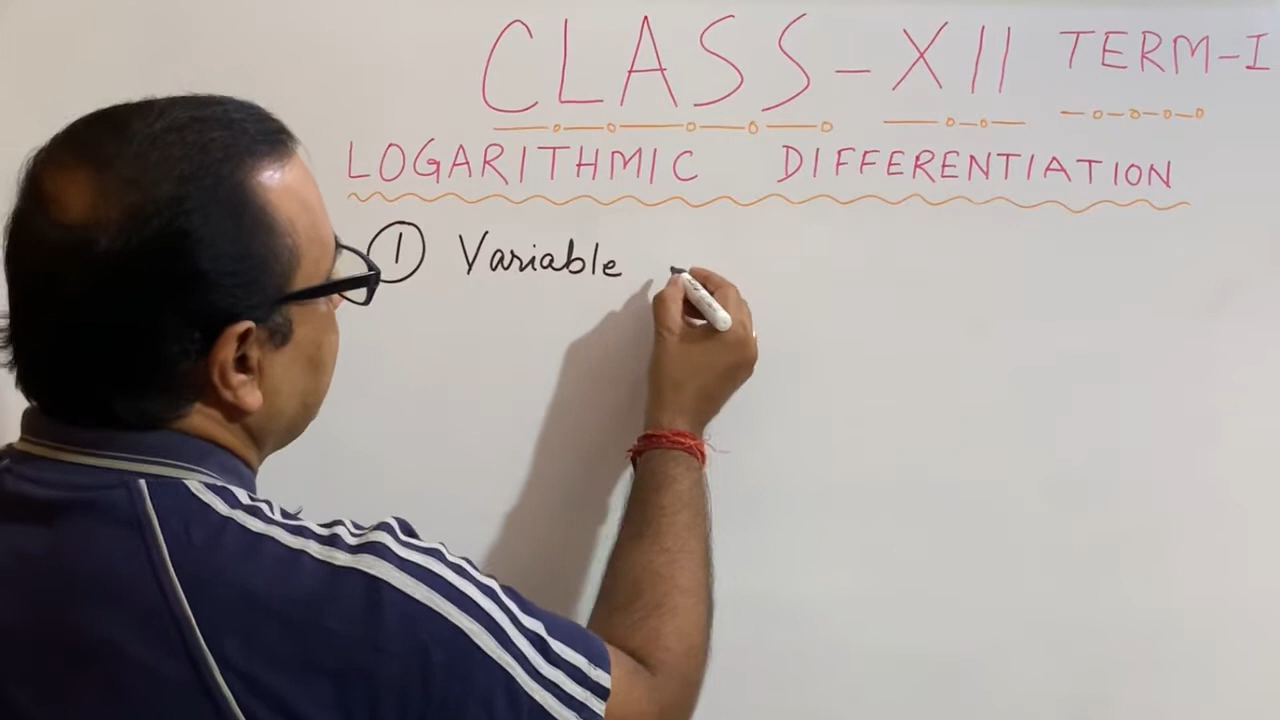 CLASS-XII TERM-I
LOGARITHMIC DIFFERENTIATION
① Variable